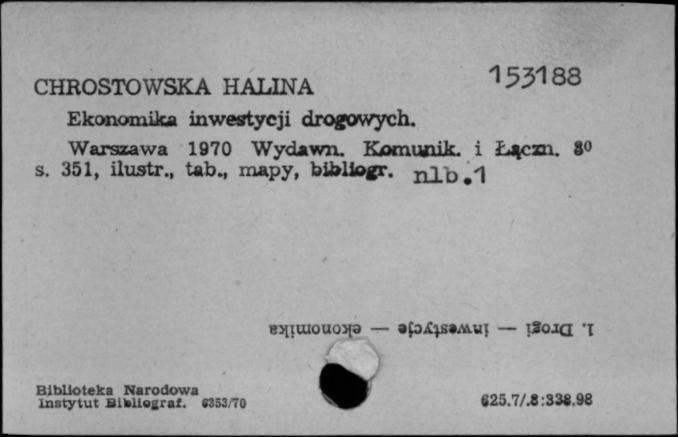 153188
CHROSTOWSKA HALINA
Ekonomika inwestycji drogowych.
Warszawa 1970 Wydawn. Komunik. i Łączn. 8⁰
s. 351, ilustr., tab., mapy, bibliogr. nlb.1
1. Drogi — inwestycje — ekonomika
Biblioteka Narodowa
Instytut Bibliograf. 6353/70
625.7/.8:338.98